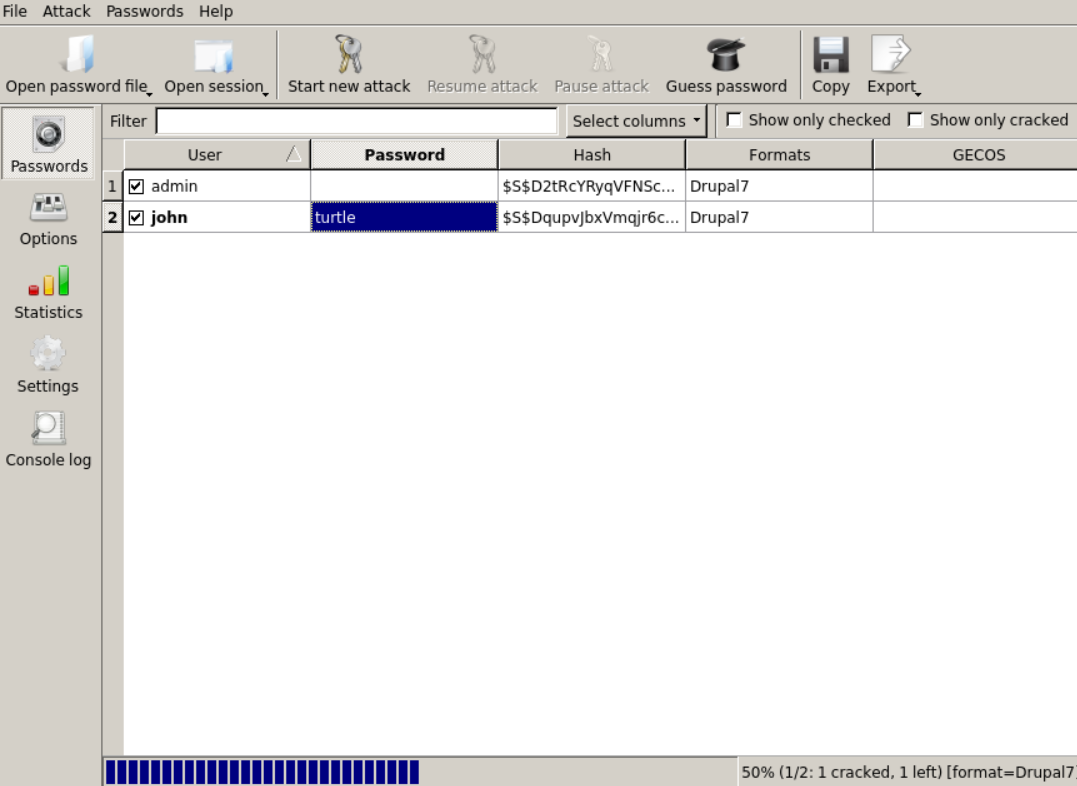 File Attack Passwords Help
Open password file Open session Start new attack Resume attack Pause attack Guess password Copy Export
Filter Select columns Show only checked Show only cracked
Passwords
Options
Statistics
Settings
Console log
User Password Hash Formats GECOS
1 admin $S$D2tRcYRyqVFNSc... Drupal7
2 john turtle $S$DqupvJbxVmqjr6c... Drupal7
50% (1/2: 1 cracked, 1 left) [format=Drupal7